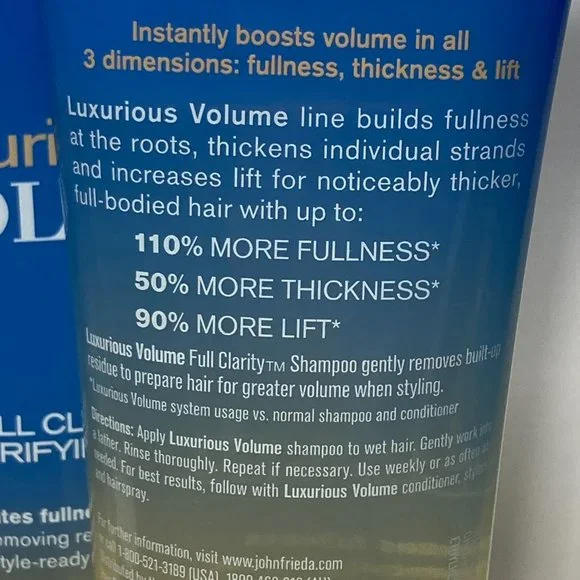 Instantly boosts volume in all
3 dimensions: fullness, thickness & lift
Luxurious Volume line builds fullness
at the roots, thickens individual strands
and increases lift for noticeably thicker,
full-bodied hair with up to:
110% MORE FULLNESS*
50% MORE THICKNESS*
90% MORE LIFT*
Luxurious Volume Full Clarity™ Shampoo gently removes built-up
residue to prepare hair for greater volume when styling.
*Luxurious Volume system usage vs. normal shampoo and conditioner
Directions: Apply Luxurious Volume shampoo to wet hair. Gently work into
a lather. Rinse thoroughly. Repeat if necessary. Use weekly or as often as
needed. For best results, follow with Luxurious Volume conditioner,
and hairspray.
For further information, visit www.johnfrieda.com
or call 1-800-521-3189 (USA),
uri
OL
LL CL
RIFYI
tes fullne
moving re
tyle-ready